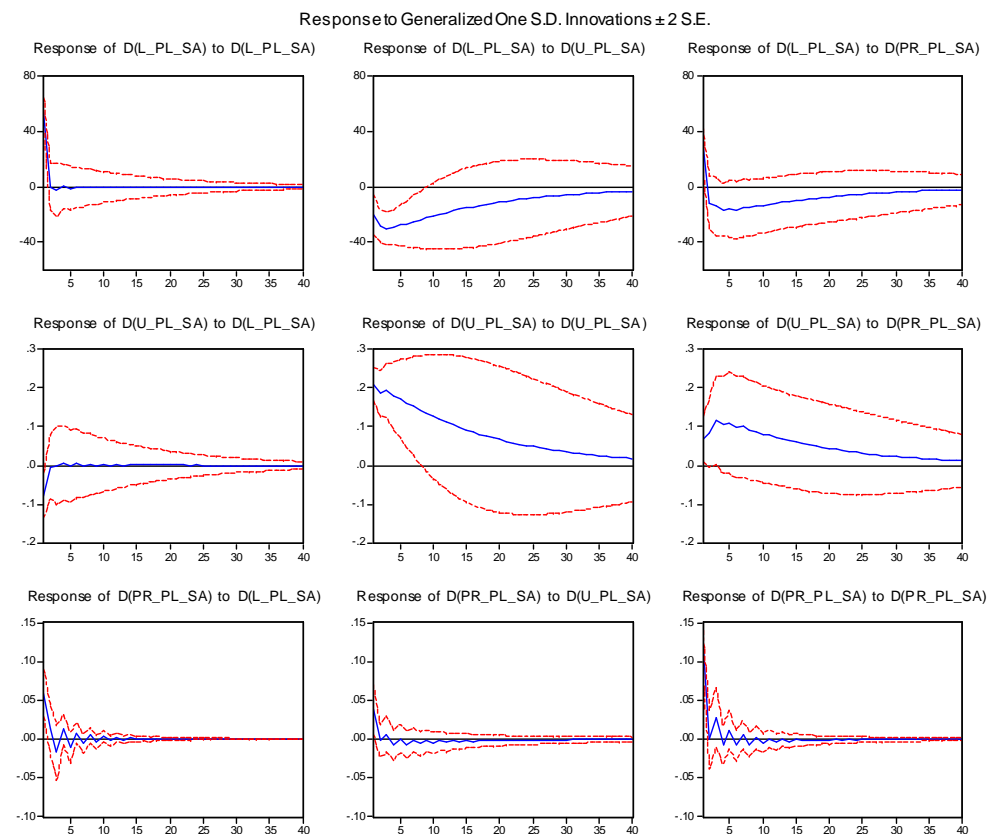 Response to Generalized One S.D. Innovations ± 2 S.E.
Response of D(L_PL_SA) to D(L_PL_SA)
80
40
0
-40
5 10 15 20 25 30 35 40
Response of D(L_PL_SA) to D(U_PL_SA)
80
40
0
-40
5 10 15 20 25 30 35 40
Response of D(L_PL_SA) to D(PR_PL_SA)
80
40
0
-40
5 10 15 20 25 30 35 40
Response of D(U_PL_SA) to D(L_PL_SA)
.3
.2
.1
.0
-.1
-.2
5 10 15 20 25 30 35 40
Response of D(U_PL_SA) to D(U_PL_SA)
.3
.2
.1
.0
-.1
-.2
5 10 15 20 25 30 35 40
Response of D(U_PL_SA) to D(PR_PL_SA)
.3
.2
.1
.0
-.1
-.2
5 10 15 20 25 30 35 40
Response of D(PR_PL_SA) to D(L_PL_SA)
.15
.10
.05
.00
-.05
-.10
5 10 15 20 25 30 35 40
Response of D(PR_PL_SA) to D(U_PL_SA)
.15
.10
.05
.00
-.05
-.10
5 10 15 20 25 30 35 40
Response of D(PR_PL_SA) to D(PR_PL_SA)
.15
.10
.05
.00
-.05
-.10
5 10 15 20 25 30 35 40